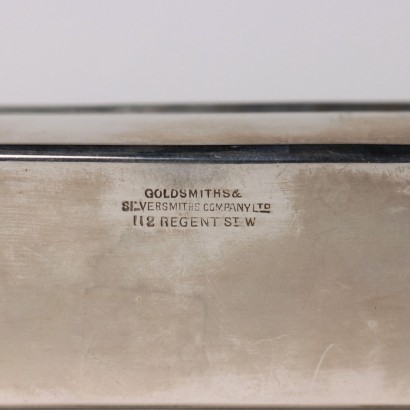 GOLDSMITHS &
SILVERSMITHS COMPANY LTD
112 REGENT ST. W